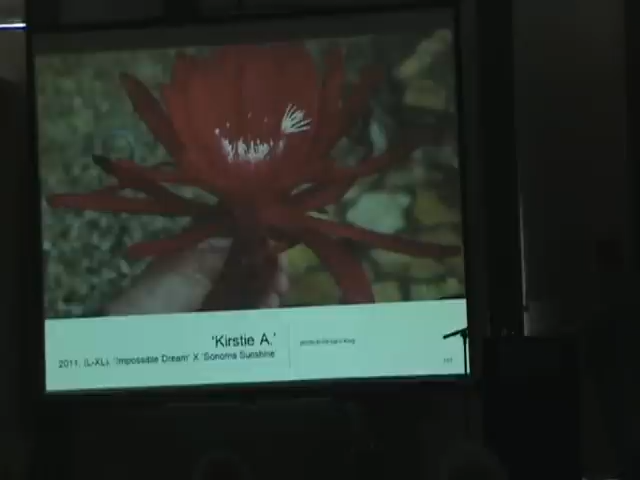 'Kirstie A.'
2011, (L-XL), 'Impossible Dream' X 'Sonoma Sunshine'